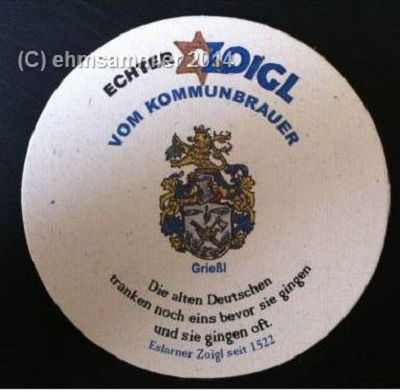 (C) ehmsammler 2014
ECHTER ZOIGL
VOM KOMMUNBRAUER
Grießl
Die alten Deutschen
tranken noch eins bevor sie gingen
und sie gingen oft.
Eslarner Zoigl seit 1522